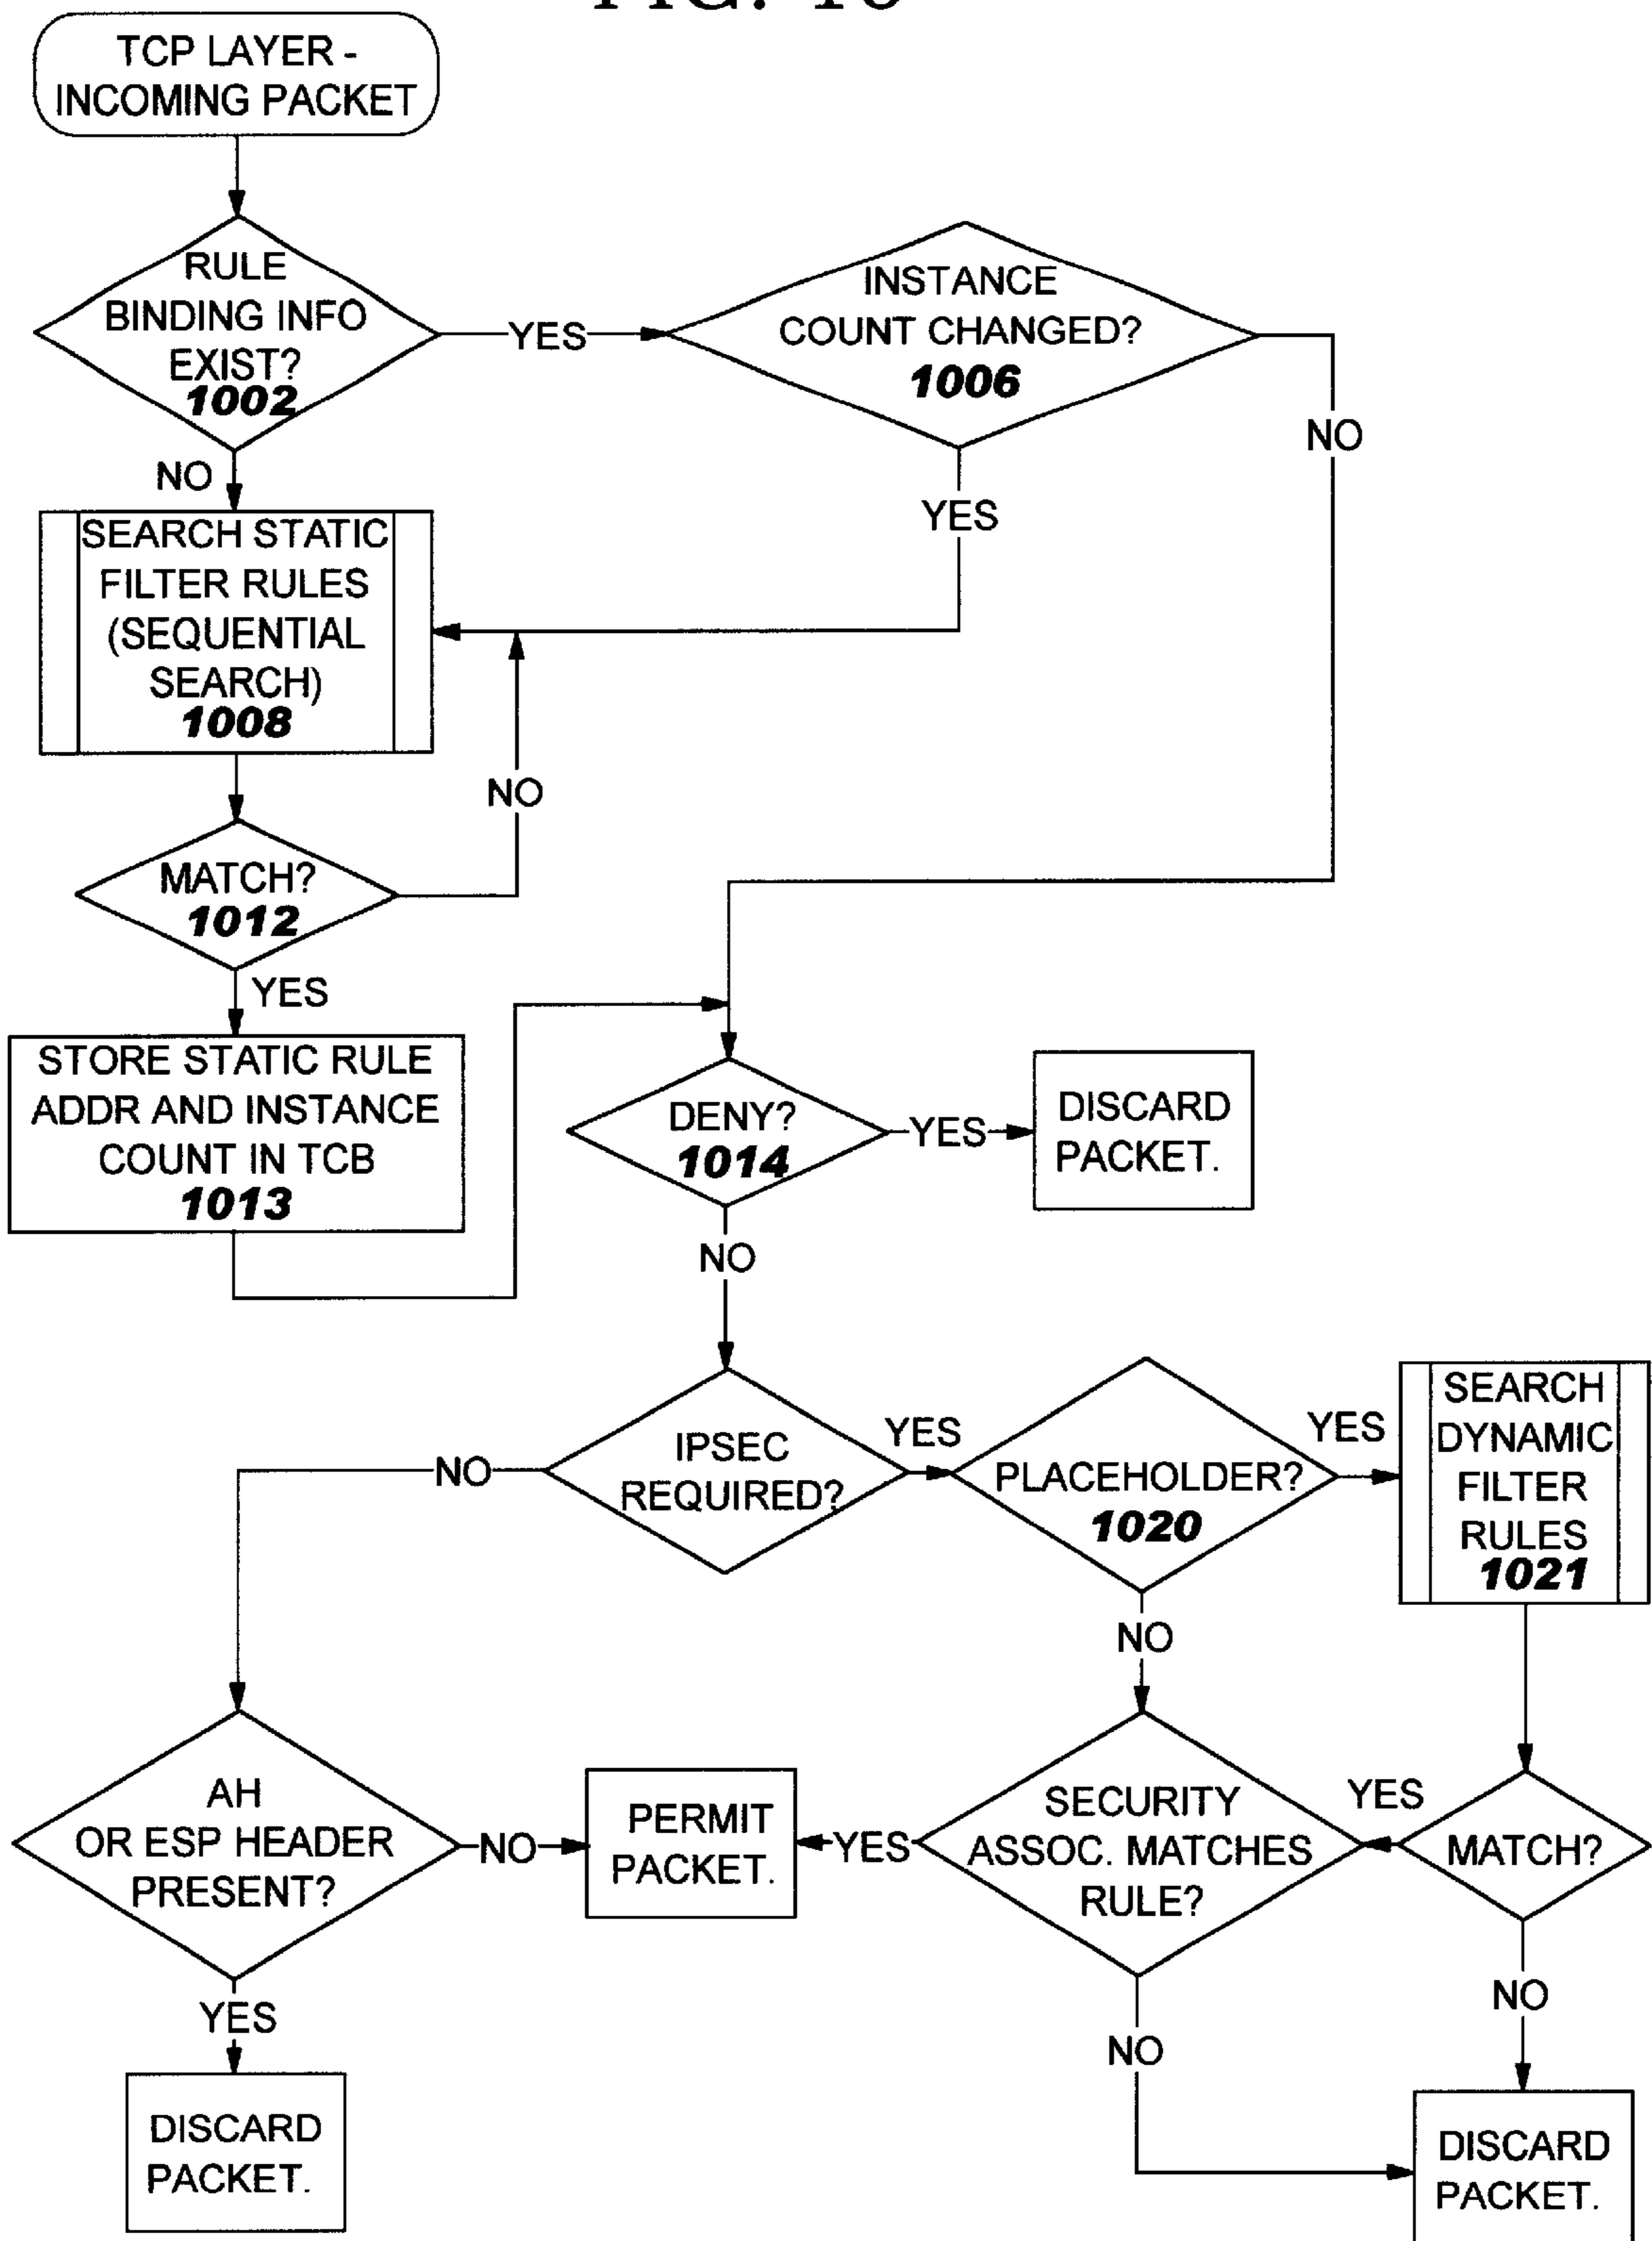 FIG. 10
TCP LAYER -
INCOMING PACKET
RULE
BINDING INFO
EXIST?
1002
YES
INSTANCE
COUNT CHANGED?
1006
NO
NO
YES
SEARCH STATIC
FILTER RULES
(SEQUENTIAL
SEARCH)
1008
NO
MATCH?
1012
YES
STORE STATIC RULE
ADDR AND INSTANCE
COUNT IN TCB
1013
DENY?
1014
YES
DISCARD
PACKET.
NO
IPSEC
REQUIRED?
NO
YES
PLACEHOLDER?
1020
YES
SEARCH
DYNAMIC
FILTER
RULES
1021
NO
AH
OR ESP HEADER
PRESENT?
NO
PERMIT
PACKET.
YES
SECURITY
ASSOC. MATCHES
RULE?
YES
MATCH?
YES
NO
NO
DISCARD
PACKET.
DISCARD
PACKET.